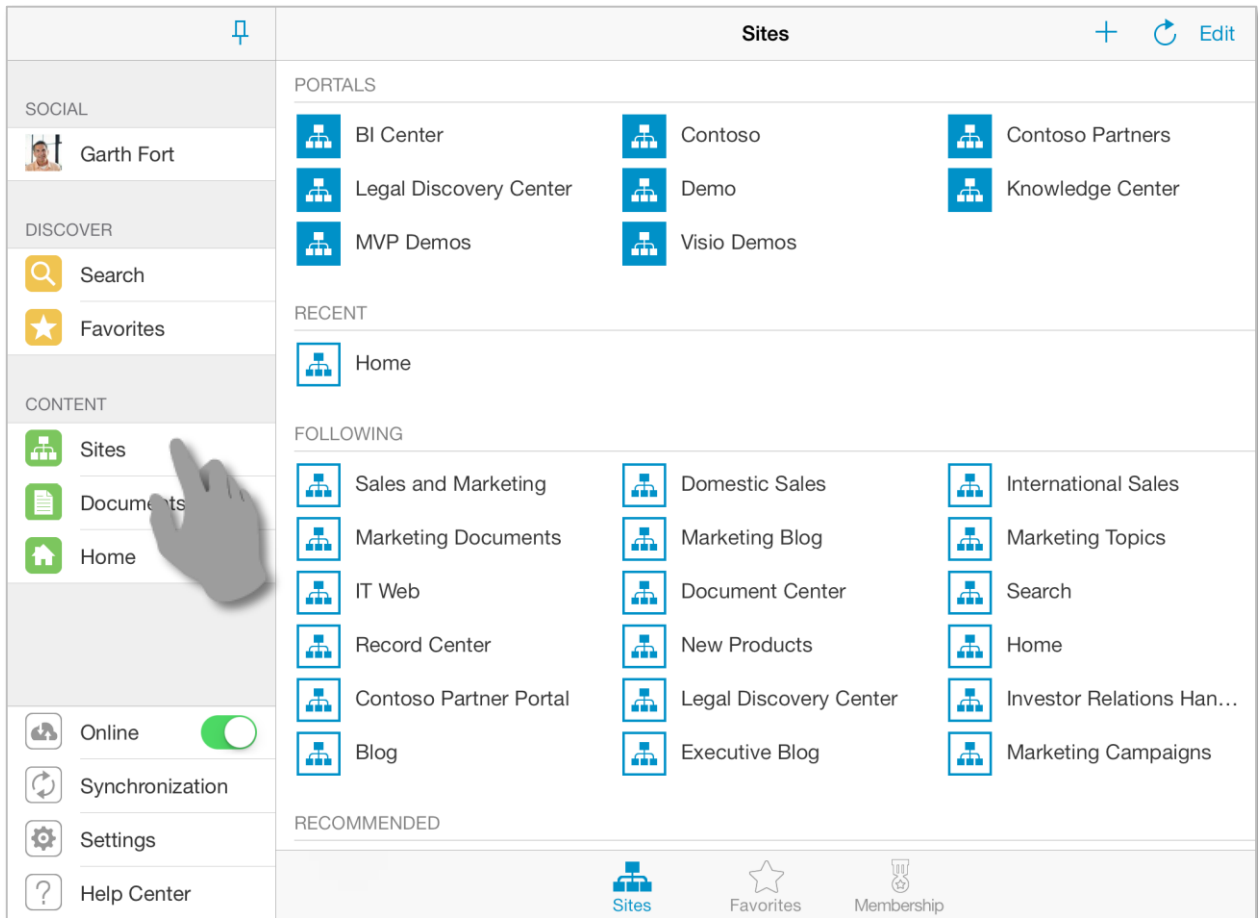 Sites
Edit
SOCIAL
Garth Fort
DISCOVER
Search
Favorites
CONTENT
Sites
Documents
Home
Online
Synchronization
Settings
? Help Center
PORTALS
BI Center Contoso Contoso Partners
Legal Discovery Center Demo Knowledge Center
MVP Demos Visio Demos
RECENT
Home
FOLLOWING
Sales and Marketing Domestic Sales International Sales
Marketing Documents Marketing Blog Marketing Topics
IT Web Document Center Search
Record Center New Products Home
Contoso Partner Portal Legal Discovery Center Investor Relations Han...
Blog Executive Blog Marketing Campaigns
RECOMMENDED
Sites Favorites Membership